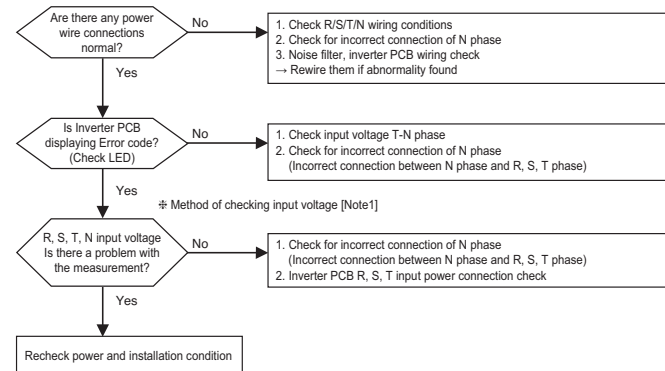 Are there any power
wire connections
normal?
No
1. Check R/S/T/N wiring conditions
2. Check for incorrect connection of N phase
3. Noise filter, inverter PCB wiring check
→ Rewire them if abnormality found
Yes
Is Inverter PCB
displaying Error code?
(Check LED)
No
1. Check input voltage T-N phase
2. Check for incorrect connection of N phase
(Incorrect connection between N phase and R, S, T phase)
Yes
⁜ Method of checking input voltage [Note1]
R, S, T, N input voltage
Is there a problem with
the measurement?
No
1. Check for incorrect connection of N phase
(Incorrect connection between N phase and R, S, T phase)
2. Inverter PCB R, S, T input power connection check
Yes
Recheck power and installation condition